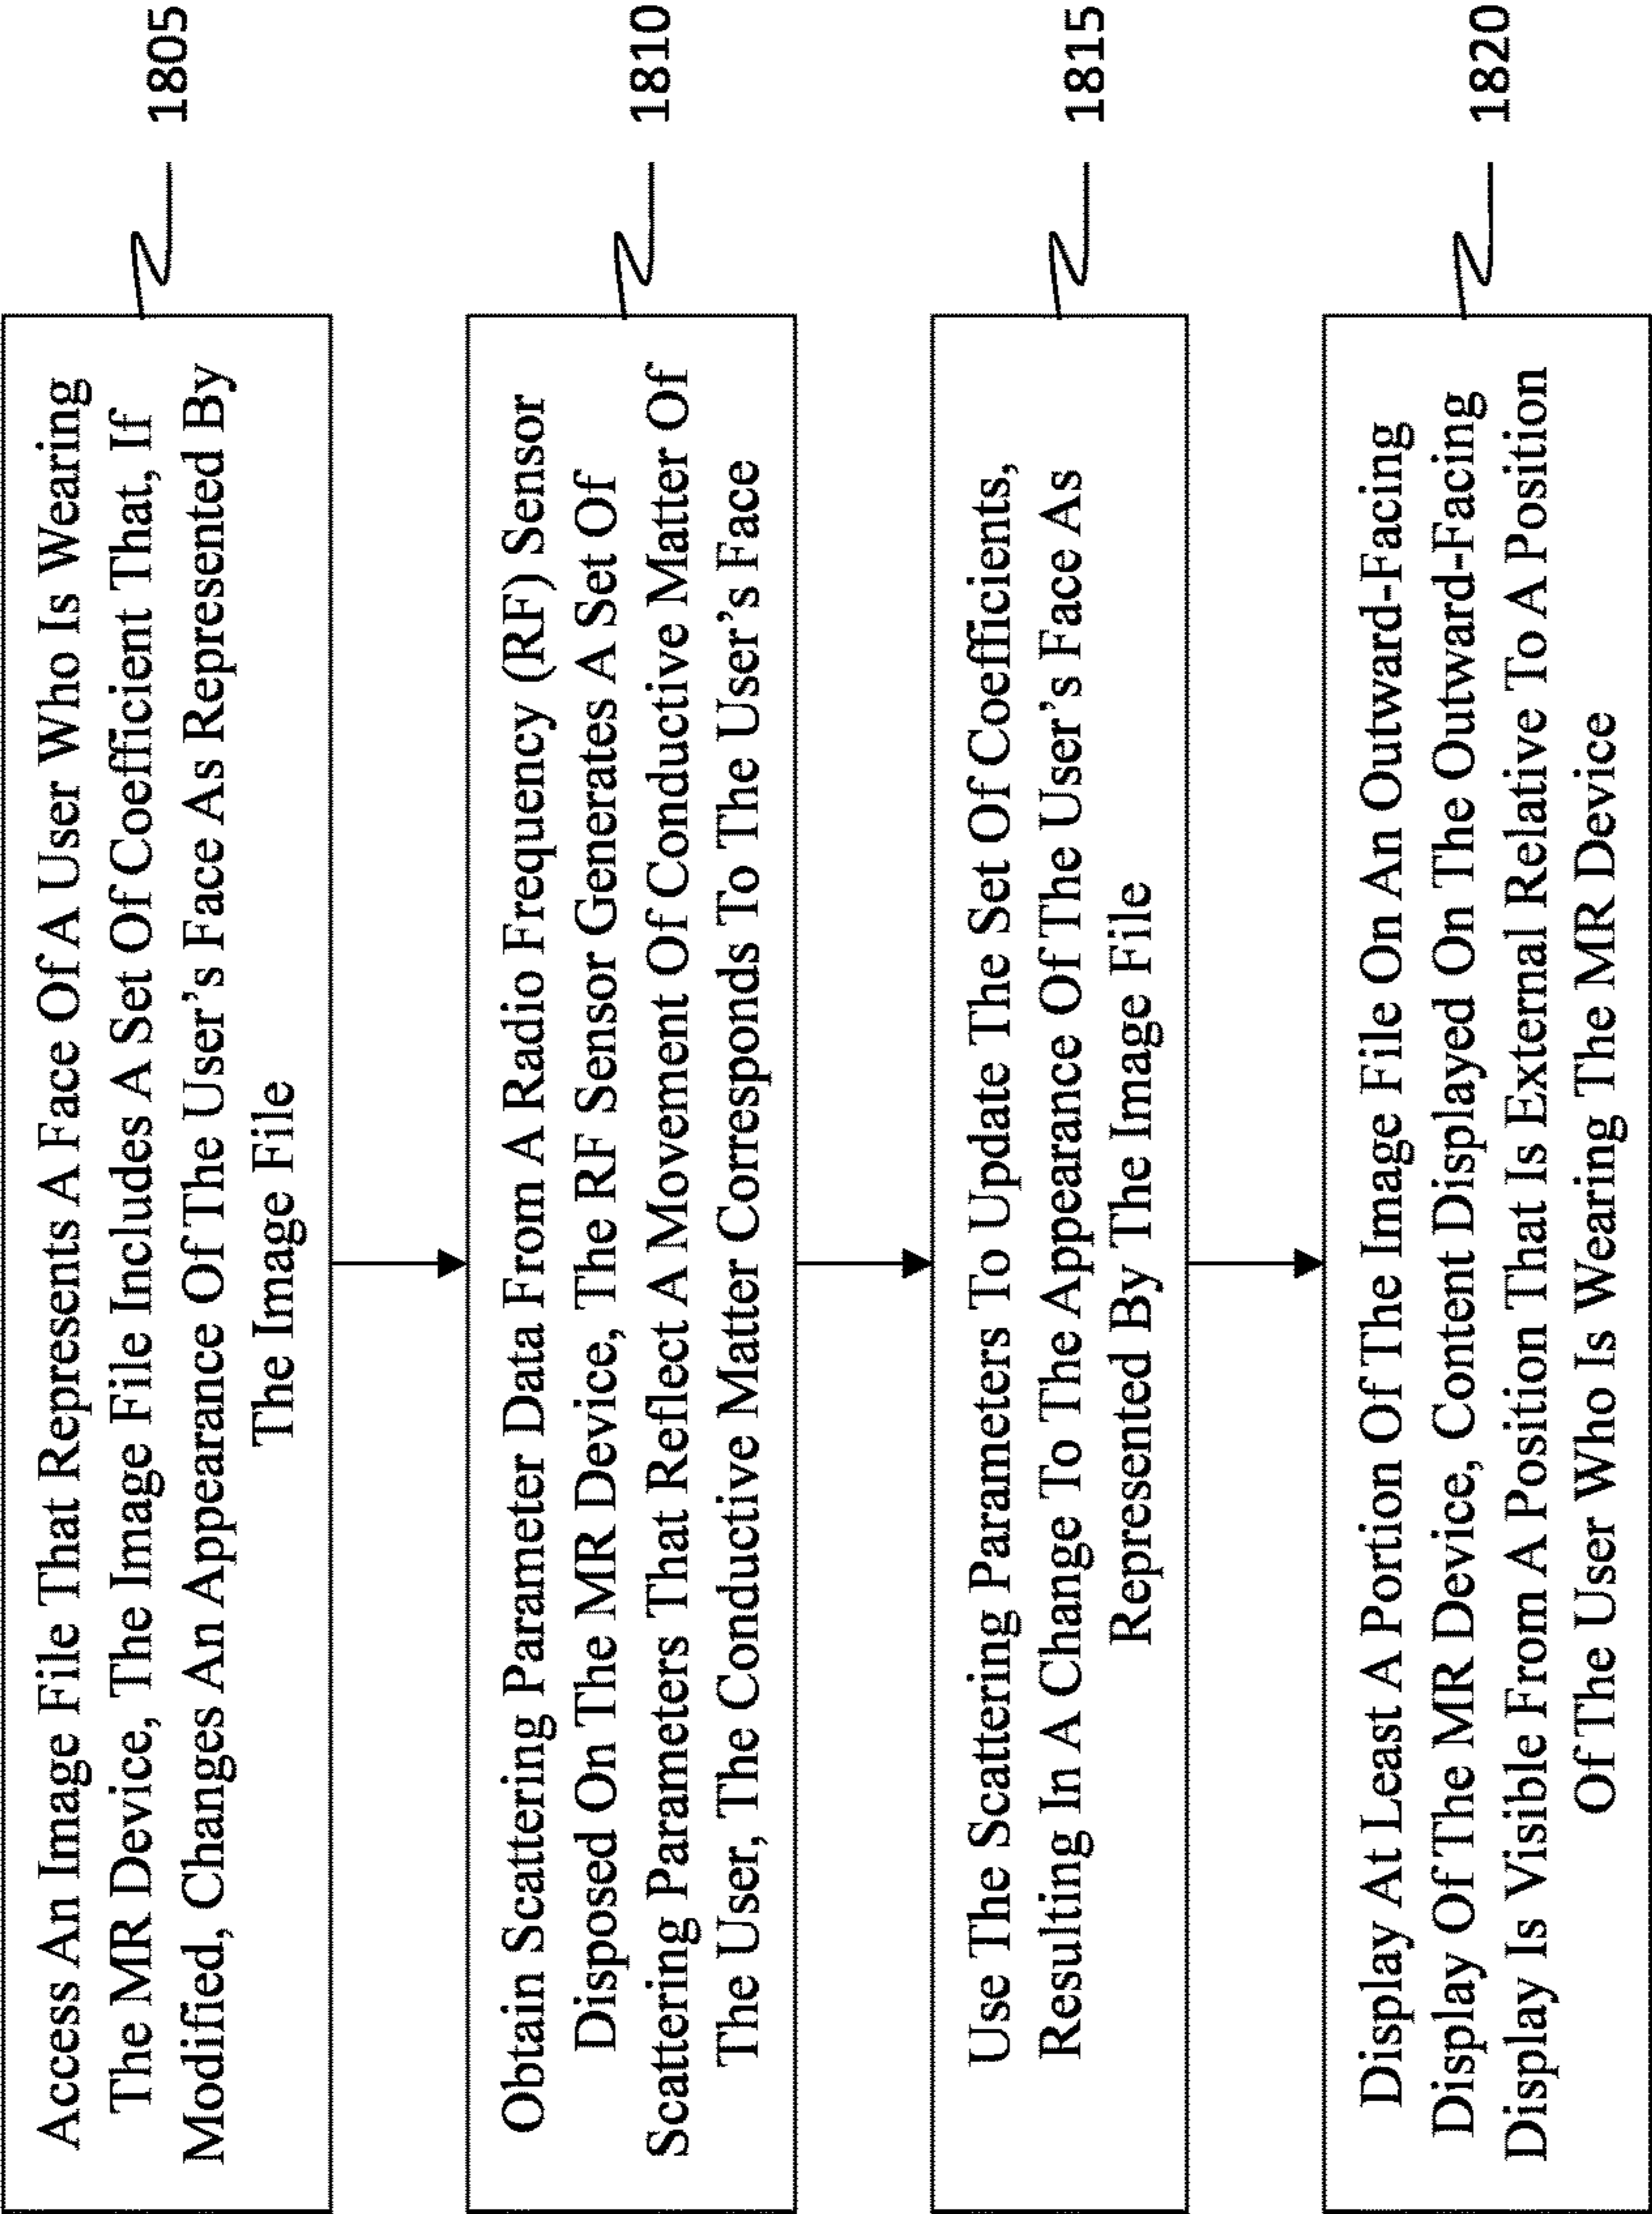 Access An Image File That Represents A Face Of A User Who Is Wearing
The MR Device, The Image File Includes A Set Of Coefficient That, If
Modified, Changes An Appearance Of The User's Face As Represented By
The Image File
1805
Obtain Scattering Parameter Data From A Radio Frequency (RF) Sensor
Disposed On The MR Device, The RF Sensor Generates A Set Of
Scattering Parameters That Reflect A Movement Of Conductive Matter Of
The User, The Conductive Matter Corresponds To The User's Face
1810
Use The Scattering Parameters To Update The Set Of Coefficients,
Resulting In A Change To The Appearance Of The User's Face As
Represented By The Image File
1815
Display At Least A Portion Of The Image File On An Outward-Facing
Display Of The MR Device, Content Displayed On The Outward-Facing
Display Is Visible From A Position That Is External Relative To A Position
Of The User Who Is Wearing The MR Device
1820